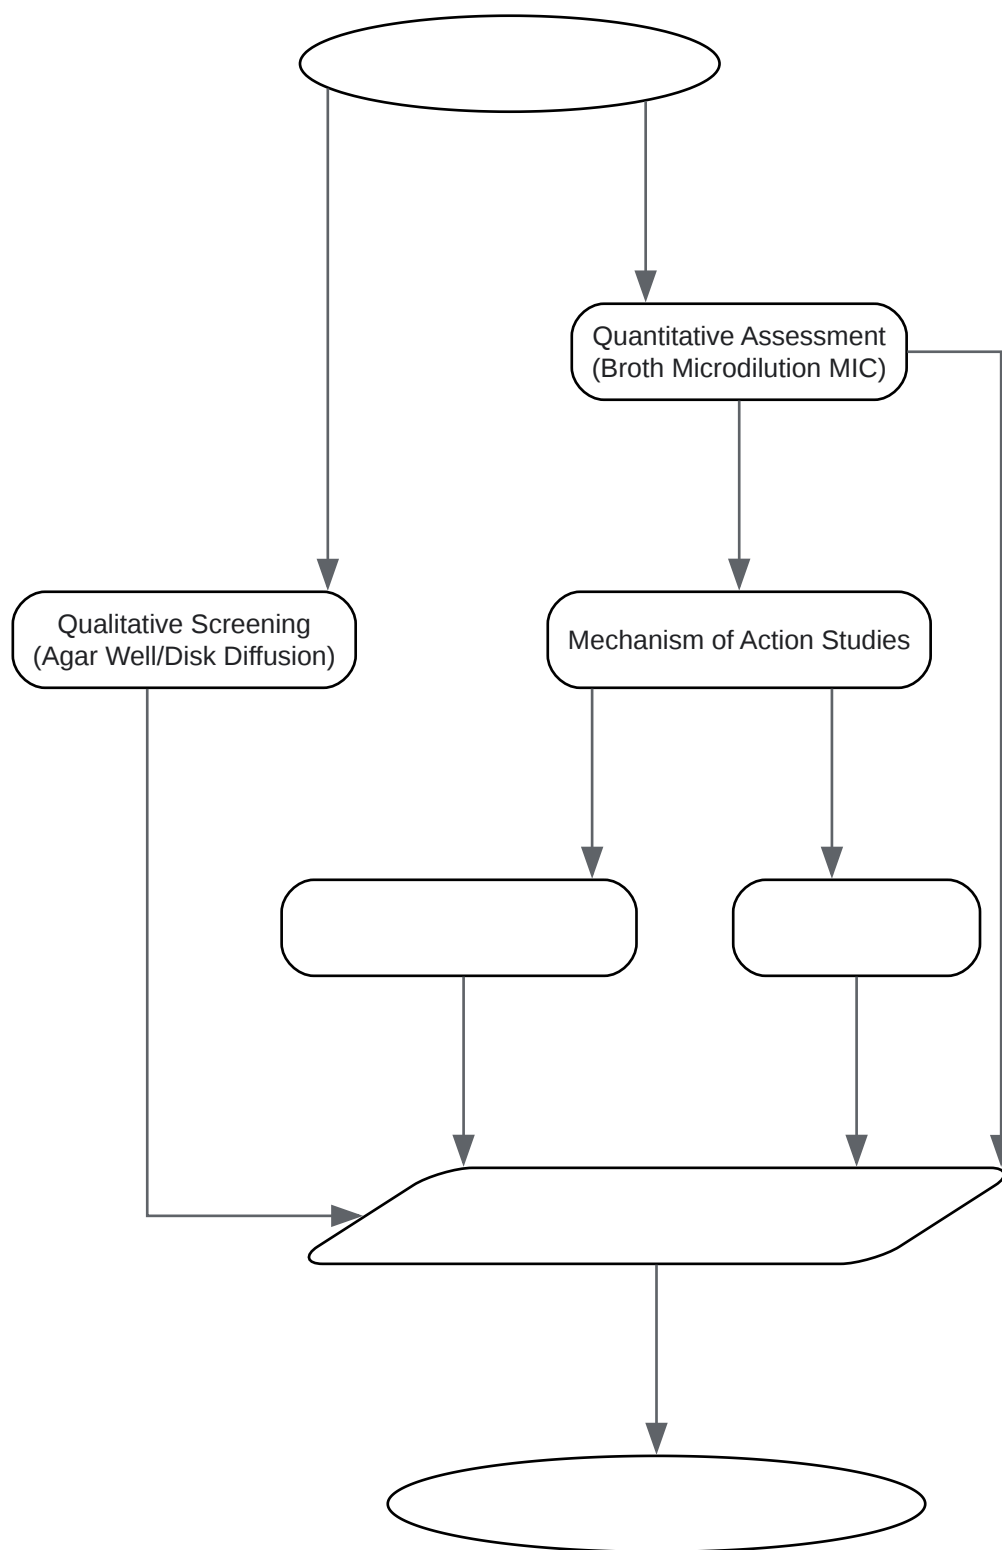 Quantitative Assessment
(Broth Microdilution MIC)
Qualitative Screening
(Agar Well/Disk Diffusion)
Mechanism of Action Studies